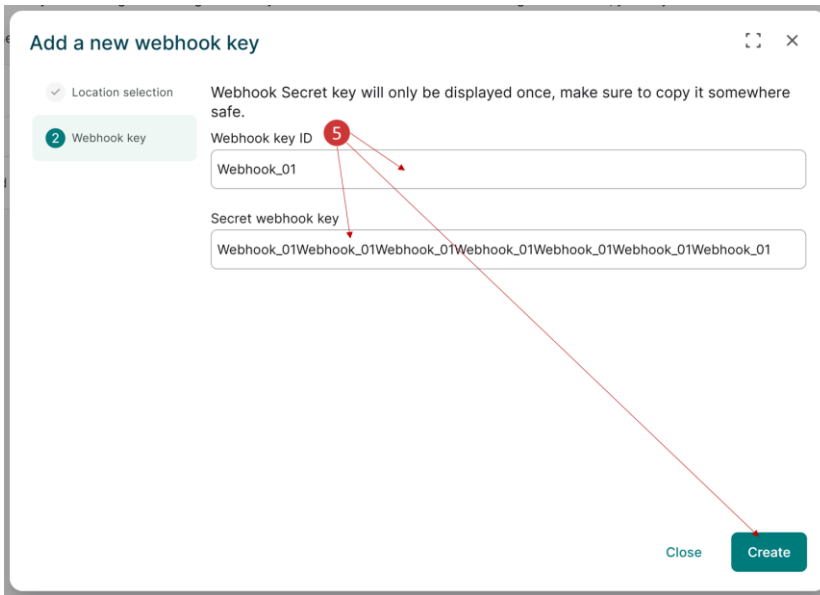 Add a new webhook key
Location selection
2 Webhook key
Webhook Secret key will only be displayed once, make sure to copy it somewhere
safe.
Webhook key ID
5
Webhook_01
Secret webhook key
Webhook_01Webhook_01Webhook_01Webhook_01Webhook_01Webhook_01Webhook_01
Close
Create